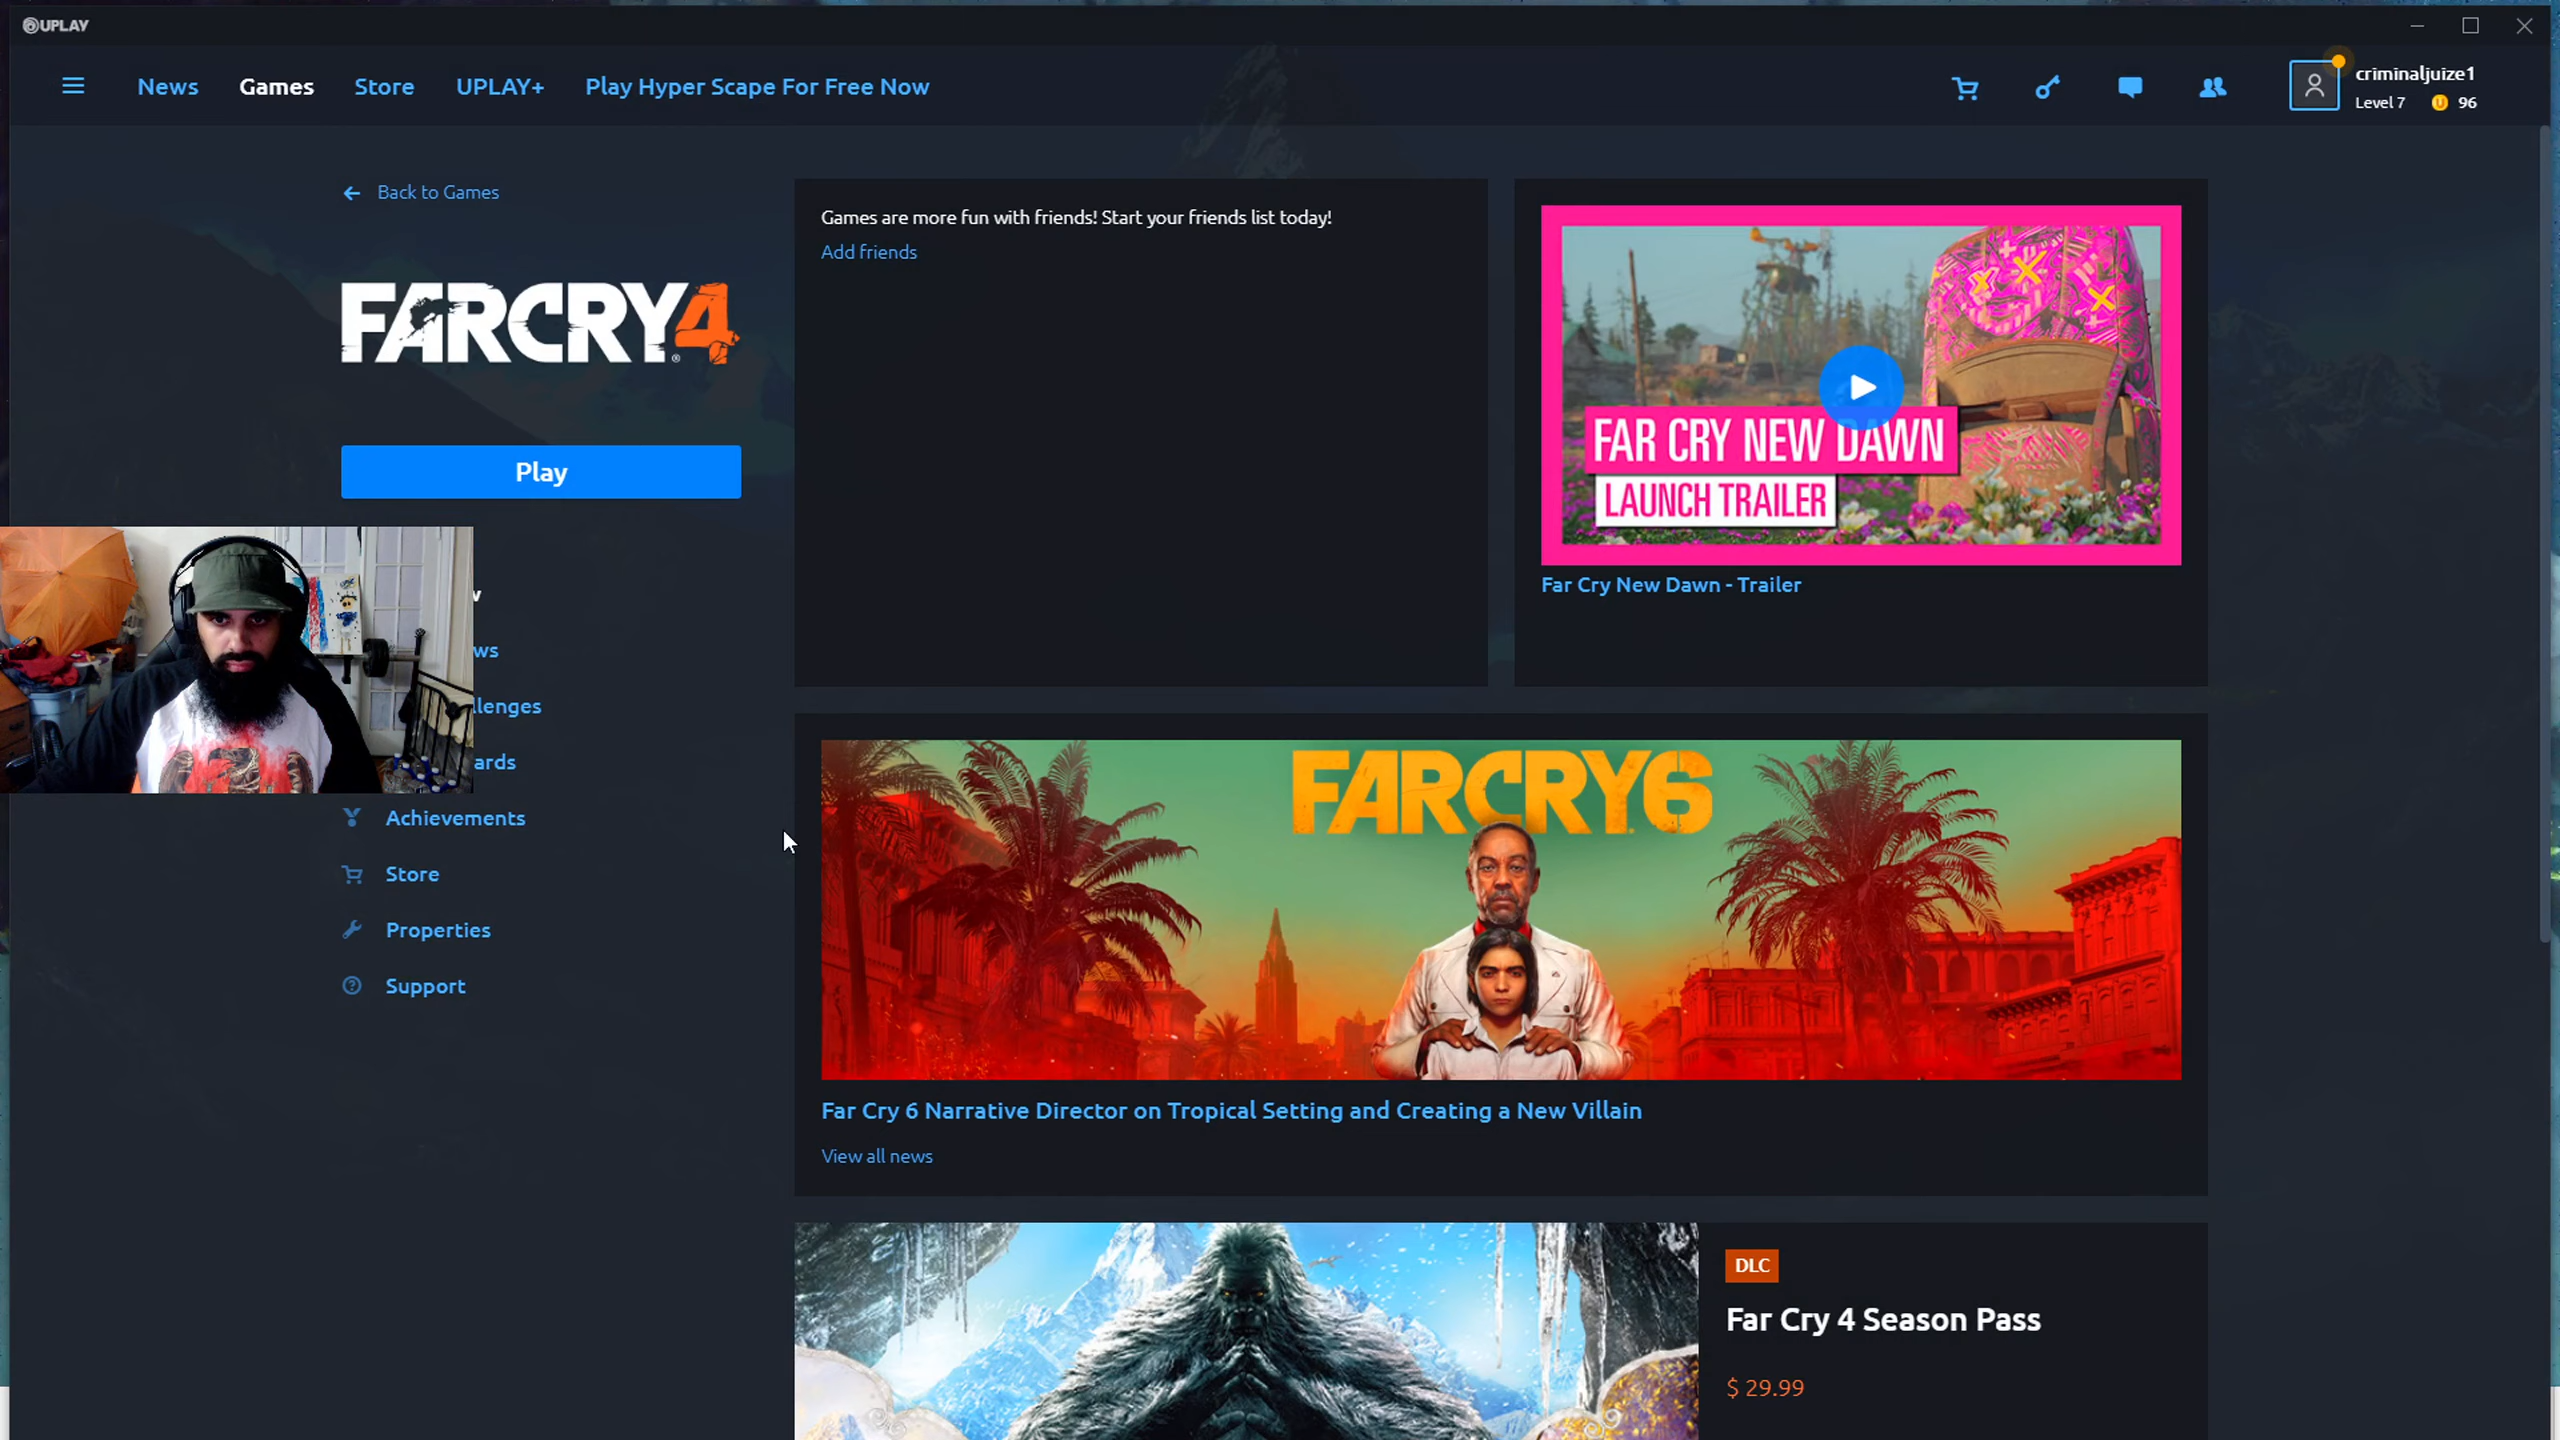 UPLAY
News
Games
Store
UPLAY+
Play Hyper Scape For Free Now
criminaljuize1
Level 7
96
Back to Games
FARCRY4
Play
v
ws
llenges
ards
Achievements
Store
Properties
Support
Games are more fun with friends! Start your friends list today!
Add friends
FAR CRY NEW DAWN
LAUNCH TRAILER
Far Cry New Dawn - Trailer
FARCRY6
Far Cry 6 Narrative Director on Tropical Setting and Creating a New Villain
View all news
DLC
Far Cry 4 Season Pass
$ 29.99